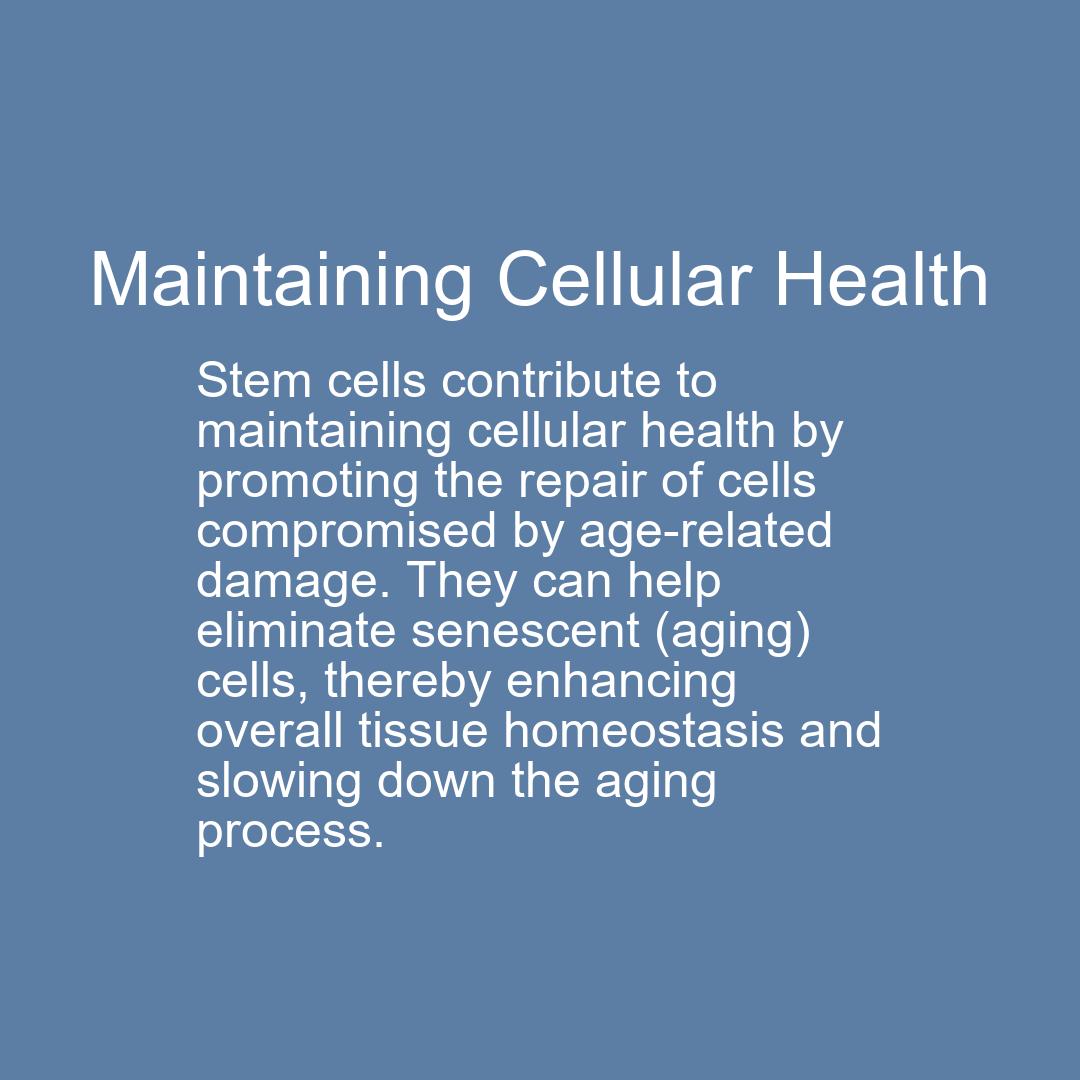 Maintaining Cellular Health
Stem cells contribute to
maintaining cellular health by
promoting the repair of cells
compromised by age-related
damage. They can help
eliminate senescent (aging)
cells, thereby enhancing
overall tissue homeostasis and
slowing down the aging
process.